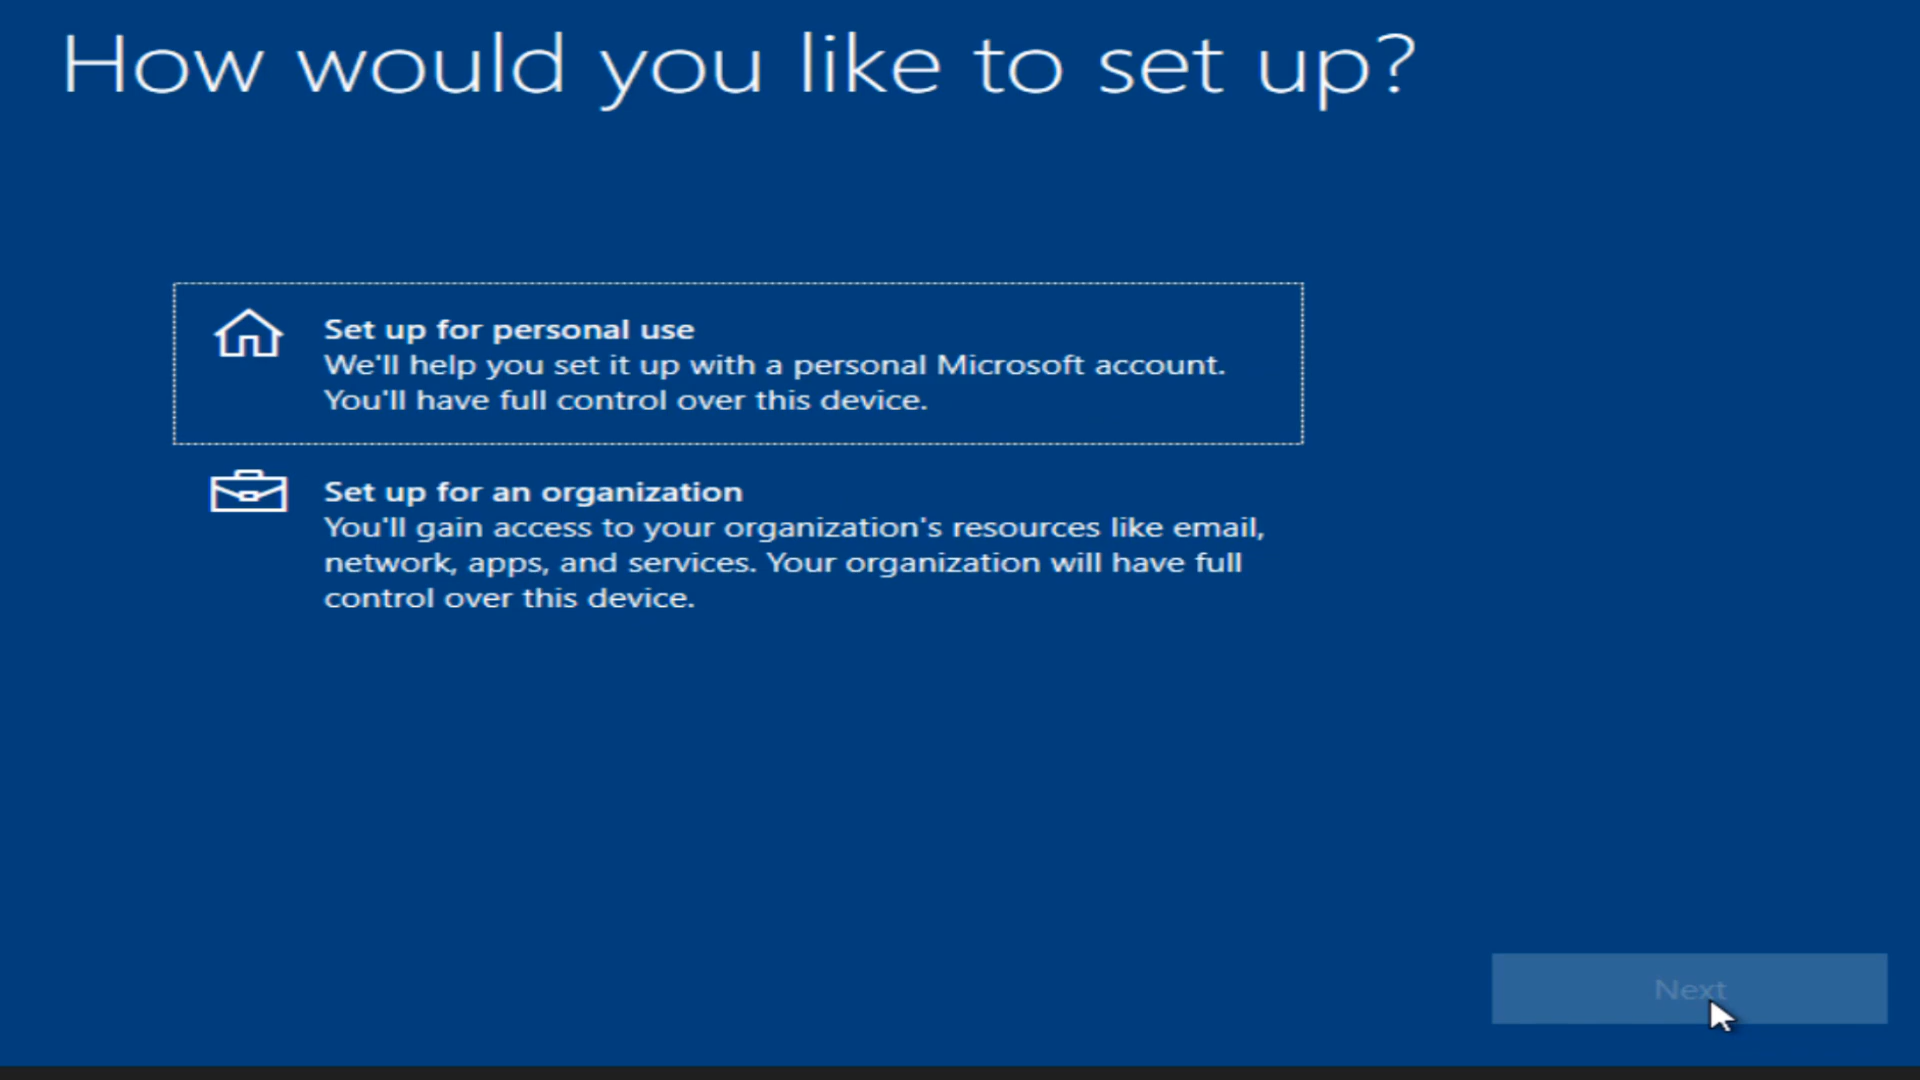 How would you like to set up?
Set up for personal use
We'll help you set it up with a personal Microsoft account.
You'll have full control over this device.
Set up for an organization
You'll gain access to your organization's resources like email,
network, apps, and services. Your organization will have full
control over this device.
Next